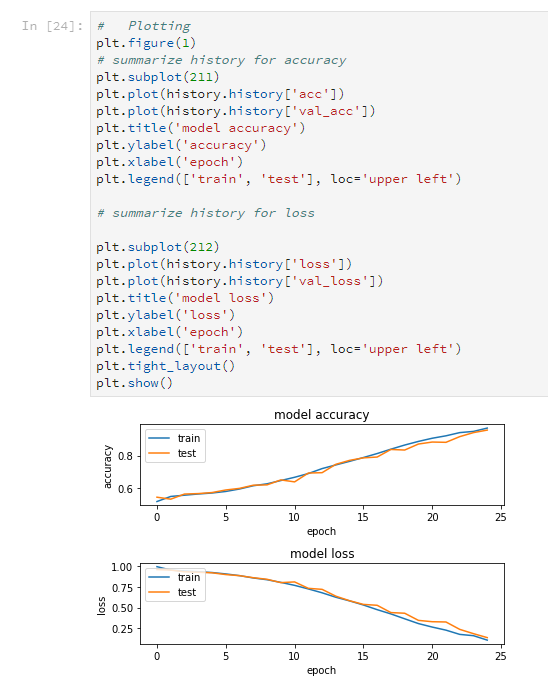 In [24]:
#   Plotting
plt.figure(1)
# summarize history for accuracy
plt.subplot(211)
plt.plot(history.history['acc'])
plt.plot(history.history['val_acc'])
plt.title('model accuracy')
plt.ylabel('accuracy')
plt.xlabel('epoch')
plt.legend(['train', 'test'], loc='upper left')
# summarize history for loss
plt.subplot(212)
plt.plot(history.history['loss'])
plt.plot(history.history['val_loss'])
plt.title('model loss')
plt.ylabel('loss')
plt.xlabel('epoch')
plt.legend(['train', 'test'], loc='upper left')
plt.tight_layout()
plt.show()
model accuracy
train
test
accuracy
0.8
0.6
0 5 10 15 20 25
epoch
model loss
train
test
loss
1.00
0.75
0.50
0.25
0 5 10 15 20 25
epoch